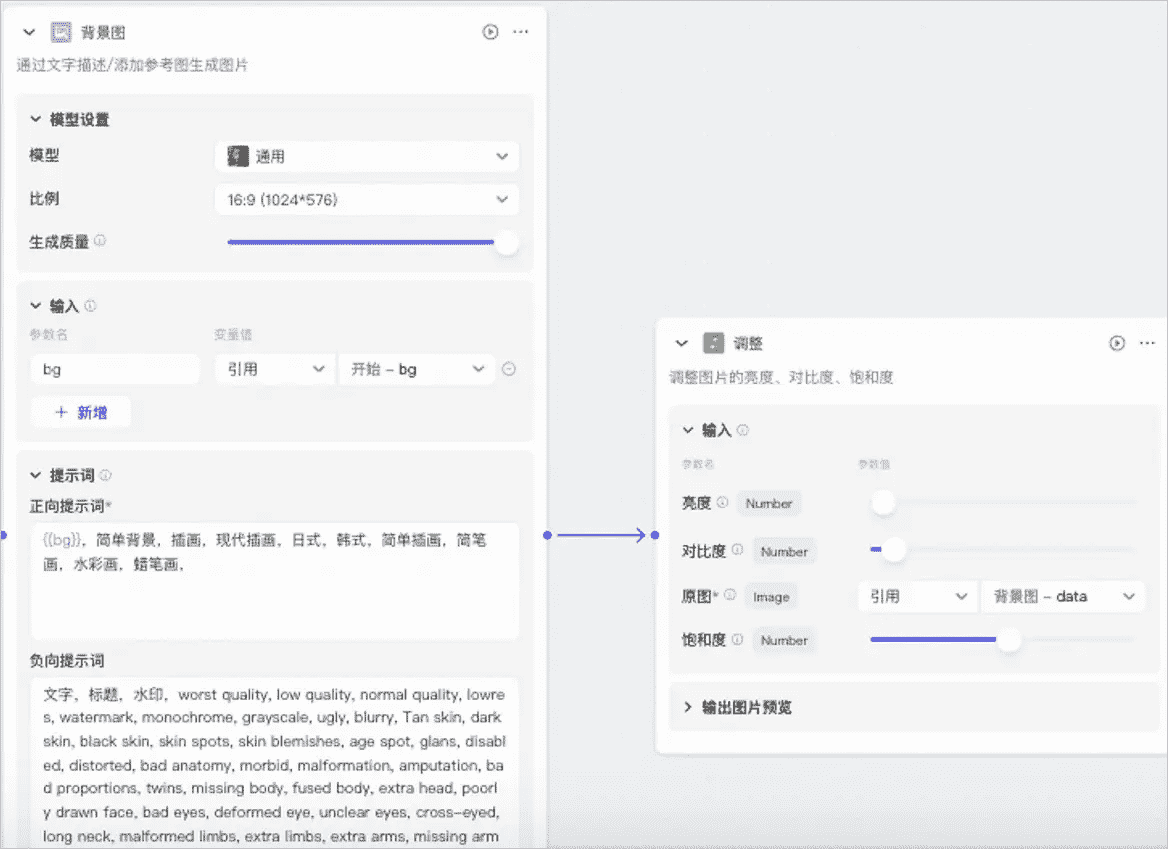 背景图
通过文字描述/添加参考图生成图片
模型设置
模型
通用
比例
16:9 (1024*576)
生成质量
输入
参数名 变量值
bg 引用 开始 – bg
+ 新增
提示词
正向提示词*
{{bg}}，简单背景，插画，现代插画，日式，韩式，简单插画，简笔
画，水彩画，蜡笔画，
负向提示词
文字，标题，水印，worst quality, low quality, normal quality, lowre
s, watermark, monochrome, grayscale, ugly, blurry, Tan skin, dark
skin, black skin, skin spots, skin blemishes, age spot, glans, disabl
ed, distorted, bad anatomy, morbid, malformation, amputation, ba
d proportions, twins, missing body, fused body, extra head, poorl
y drawn face, bad eyes, deformed eye, unclear eyes, cross-eyed,
long neck, malformed limbs, extra limbs, extra arms, missing arm
调整
调整图片的亮度、对比度、饱和度
输入
参数名 参数值
亮度 Number
对比度 Number
原图* Image 引用 背景图 – data
饱和度 Number
输出图片预览